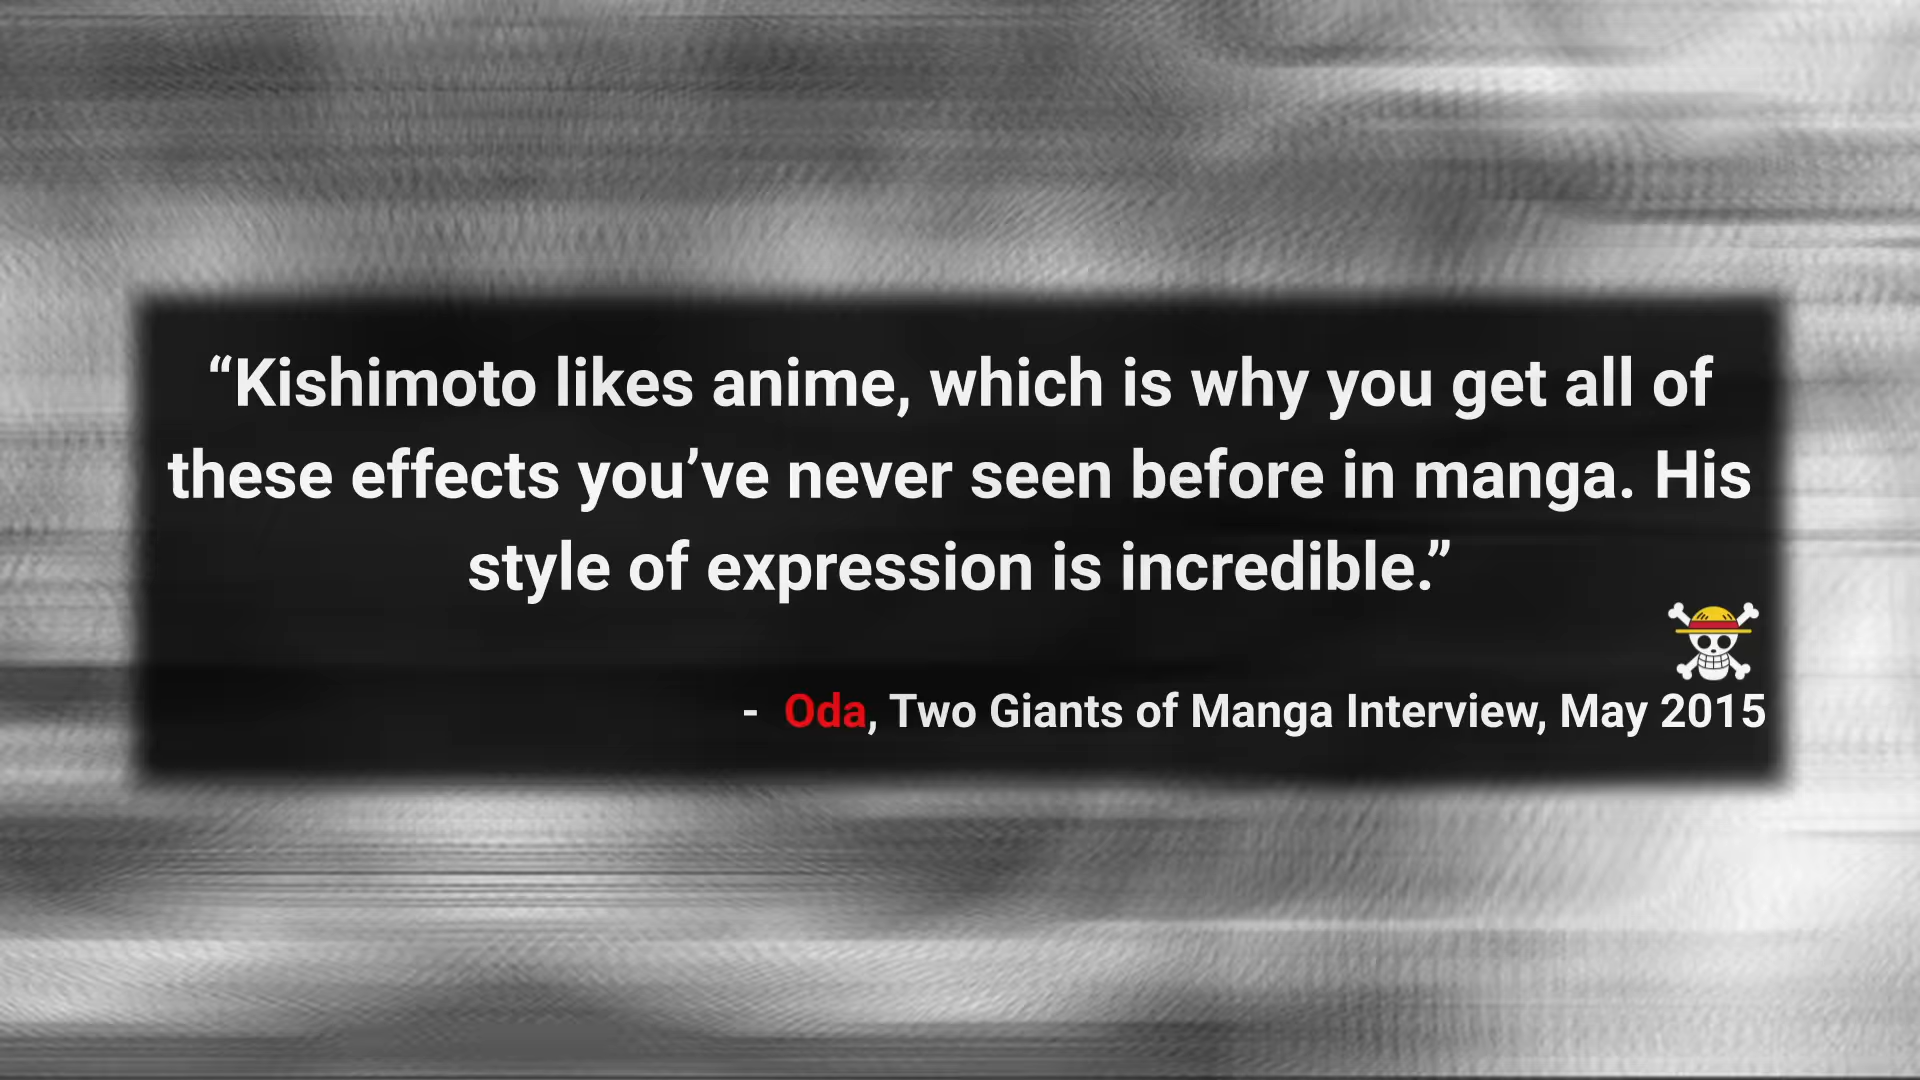 “Kishimoto likes anime, which is why you get all of
these effects you’ve never seen before in manga. His
style of expression is incredible.”
- Oda, Two Giants of Manga Interview, May 2015